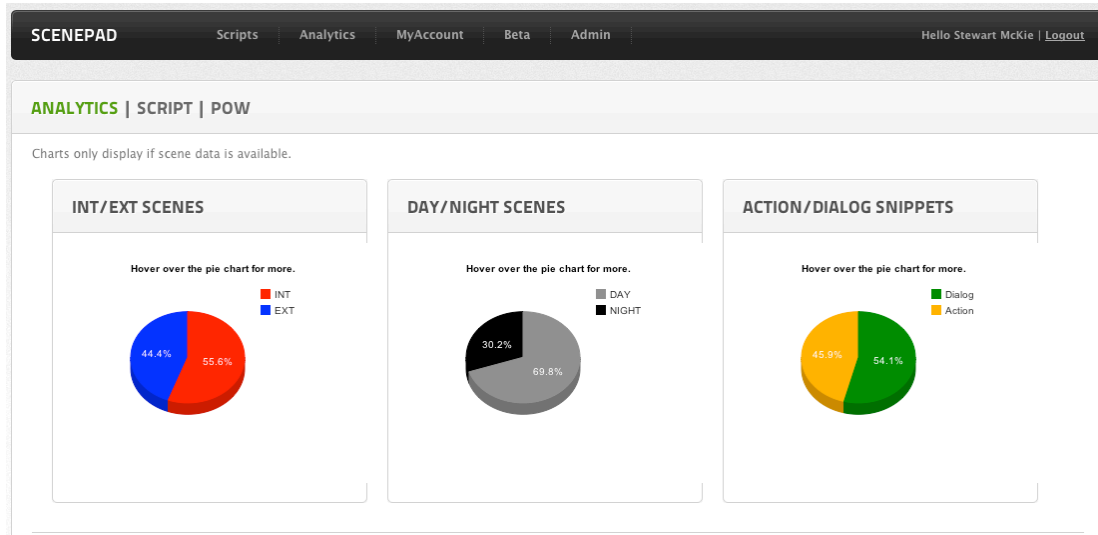 SCENEPAD Scripts Analytics MyAccount Beta Admin Hello Stewart McKie | Logout
ANALYTICS | SCRIPT | POW
Charts only display if scene data is available.
INT/EXT SCENES
Hover over the pie chart for more.
INT
EXT
44.4%
55.6%
DAY/NIGHT SCENES
Hover over the pie chart for more.
DAY
NIGHT
30.2%
69.8%
ACTION/DIALOG SNIPPETS
Hover over the pie chart for more.
Dialog
Action
45.9%
54.1%